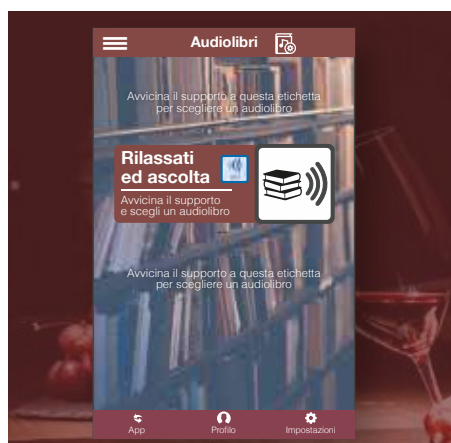 Audiolibri
Avvicina il supporto a questa etichetta
per scegliere un audiolibro
Rilassati
ed ascolta
Avvicina il supporto
e scegli un audiolibro
Avvicina il supporto a questa etichetta
per scegliere un audiolibro
App
Profilo
Impostazioni